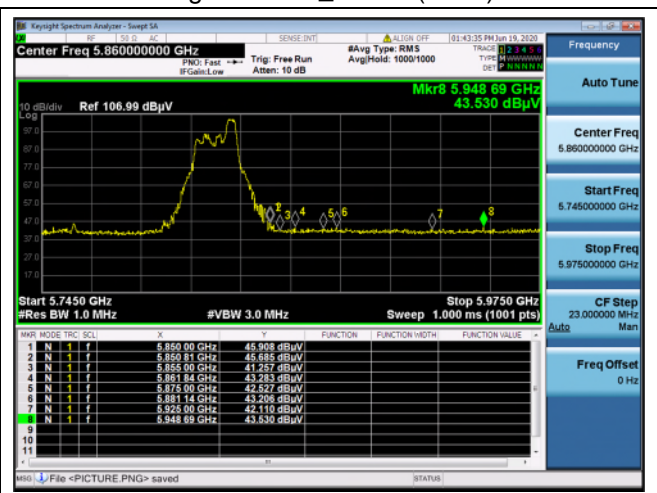 Keysight Spectrum Analyzer - Swept SA
RF 50 Ω AC SENSE:INT ALIGN OFF 01:43:35 PM Jun 19, 2020
Center Freq 5.860000000 GHz #Avg Type: RMS TRACE 1 2 3 4 5 6
PNO: Fast Trig: Free Run Avg|Hold: 1000/1000 TYPE M WWWWW
IFGain:Low Atten: 10 dB DET P N N N N N
Mkr8 5.948 69 GHz
43.530 dBµV
10 dB/div Ref 106.99 dBµV
Log
97.0
87.0
77.0
67.0
57.0
47.0
37.0
27.0
17.0
2 3 4 5 6 7 8
Start 5.7450 GHz Stop 5.9750 GHz
#Res BW 1.0 MHz #VBW 3.0 MHz Sweep 1.000 ms (1001 pts)
MKR MODE TRC SCL X Y FUNCTION FUNCTION WIDTH FUNCTION VALUE
1 N 1 f 5.850 00 GHz 45.908 dBµV
2 N 1 f 5.850 81 GHz 45.685 dBµV
3 N 1 f 5.855 00 GHz 41.257 dBµV
4 N 1 f 5.861 84 GHz 43.283 dBµV
5 N 1 f 5.875 00 GHz 42.527 dBµV
6 N 1 f 5.881 14 GHz 43.206 dBµV
7 N 1 f 5.925 00 GHz 42.110 dBµV
8 N 1 f 5.948 69 GHz 43.530 dBµV
9
10
11
MSG File <PICTURE.PNG> saved STATUS
Frequency
Auto Tune
Center Freq
5.860000000 GHz
Start Freq
5.745000000 GHz
Stop Freq
5.975000000 GHz
CF Step
23.000000 MHz
Auto Man
Freq Offset
0 Hz